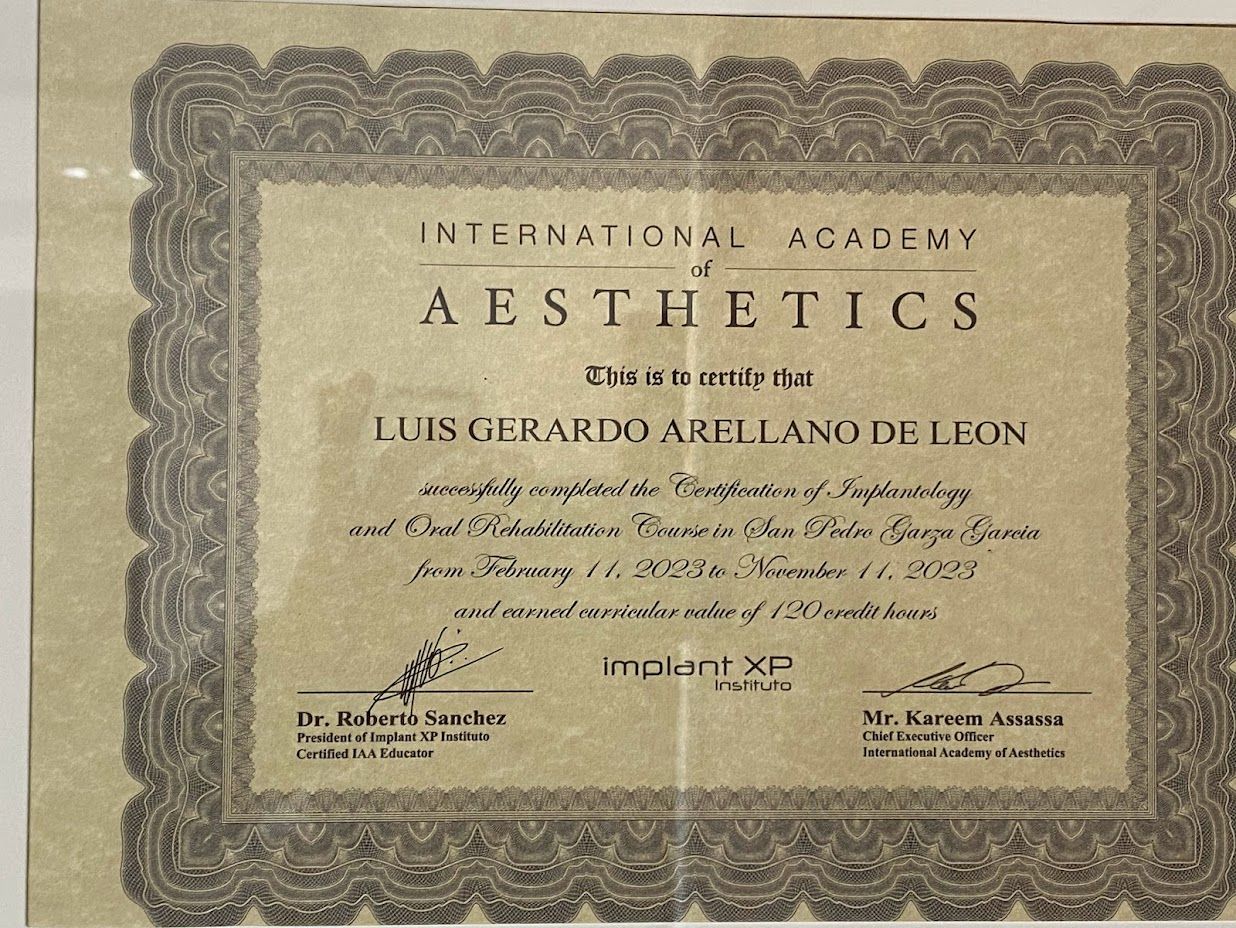 INTERNATIONAL ACADEMY
of
AESTHETICS
This is to certify that
LUIS GERARDO ARELLANO DE LEON
successfully completed the Certification of Implantology
and Oral Rehabilitation Course in San Pedro Garza Garcia
from February 11, 2023 to November 11, 2023
and earned curricular value of 120 credit hours
implant XP
Instituto
Dr. Roberto Sanchez
President of Implant XP Instituto
Certified IAA Educator
Mr. Kareem Assassa
Chief Executive Officer
International Academy of Aesthetics